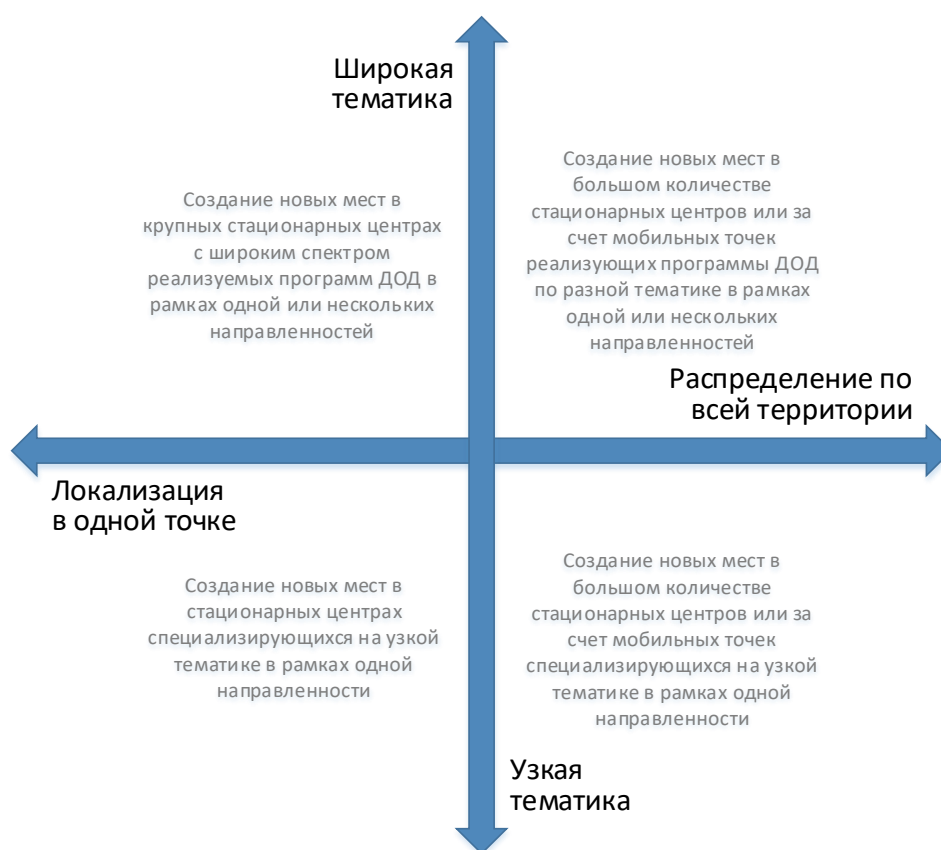 Широкая
тематика
Создание новых мест в
крупных стационарных центрах
с широким спектром
реализуемых программ ДОД в
рамках одной или нескольких
направленностей
Создание новых мест в
большом количестве
стационарных центров или за
счет мобильных точек
реализующих программы ДОД
по разной тематике в рамках
одной или нескольких
направленностей
Распределение по
всей территории
Локализация
в одной точке
Создание новых мест в
стационарных центрах
специализирующихся на узкой
тематике в рамках одной
направленности
Создание новых мест в
большом количестве
стационарных центров или за
счет мобильных точек
специализирующихся на узкой
тематике в рамках одной
направленности
Узкая
тематика